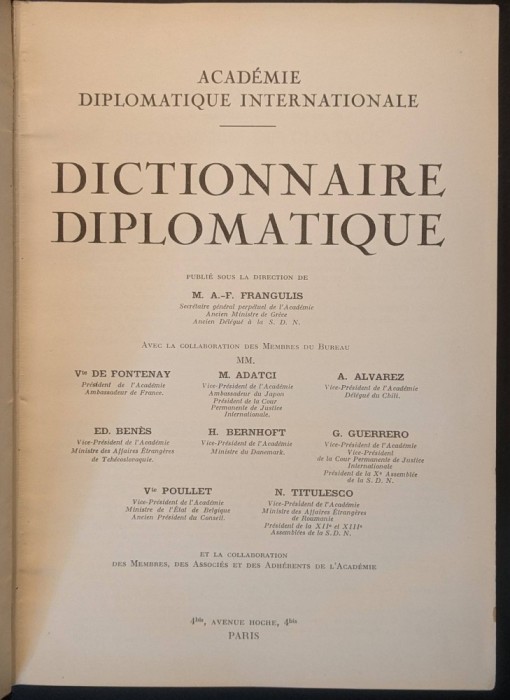 ACADÉMIE
DIPLOMATIQUE INTERNATIONALE
DICTIONNAIRE
DIPLOMATIQUE
PUBLIÉ SOUS LA DIRECTION DE
M. A.-F. FRANGULIS
Secrétaire général perpétuel de l'Académie
Ancien Ministre de Grèce
Ancien Délégué à la S. D. N.
AVEC LA COLLABORATION DES MEMBRES DU BUREAU
MM.
Vte DE FONTENAY
Président de l'Académie
Ambassadeur de France.
M. ADATCI
Vice-Président de l'Académie
Ambassadeur du Japon
Président de la Cour
Permanente de Justice
Internationale.
A. ALVAREZ
Vice-Président de l'Académie
Délégué du Chili.
ED. BENÈS
Vice-Président de l'Académie
Ministre des Affaires Étrangères
de Tchécoslovaquie.
H. BERNHOFT
Vice-Président de l'Académie
Ministre du Danemark.
G. GUERRERO
Vice-Président de l'Académie
Vice-Président
de la Cour Permanente de Justice
Internationale
Président de la Xe Assemblée
de la S. D. N.
Vte POULLET
Vice-Président de l'Académie
Ministre de l'État de Belgique
Ancien Président du Conseil.
N. TITULESCO
Vice-Président de l'Académie
Ministre des Affaires Étrangères
de Roumanie
Président de la XIe et XIIe
Assemblées de la S. D. N.
ET LA COLLABORATION
DES MEMBRES, DES ASSOCIÉS ET DES ADHÉRENTS DE L'ACADÉMIE
4bis, AVENUE HOCHE, 4bis
PARIS